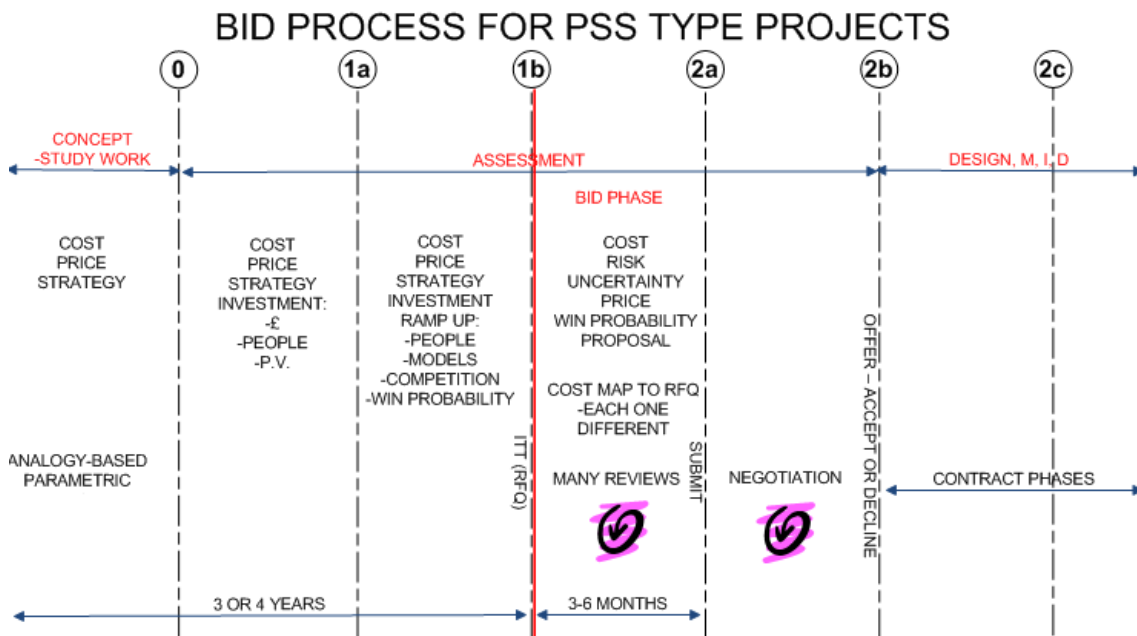 BID PROCESS FOR PSS TYPE PROJECTS
0
1a
1b
2a
2b
2c
CONCEPT
-STUDY WORK
ASSESSMENT
DESIGN, M, I, D
BID PHASE
COST
PRICE
STRATEGY
COST
PRICE
STRATEGY
INVESTMENT:
-£
-PEOPLE
-P.V.
COST
PRICE
STRATEGY
INVESTMENT
RAMP UP:
-PEOPLE
-MODELS
-COMPETITION
-WIN PROBABILITY
COST
RISK
UNCERTAINTY
PRICE
WIN PROBABILITY
PROPOSAL
COST MAP TO RFQ
-EACH ONE
DIFFERENT
ANALOGY-BASED
PARAMETRIC
ITT (RFQ)
MANY REVIEWS
SUBMIT
NEGOTIATION
OFFER – ACCEPT OR DECLINE
CONTRACT PHASES
3 OR 4 YEARS
3-6 MONTHS